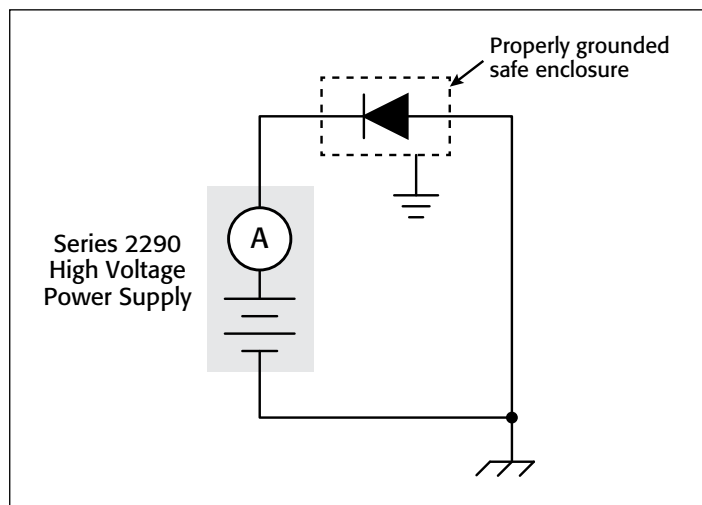 Properly grounded
safe enclosure
A
Series 2290
High Voltage
Power Supply